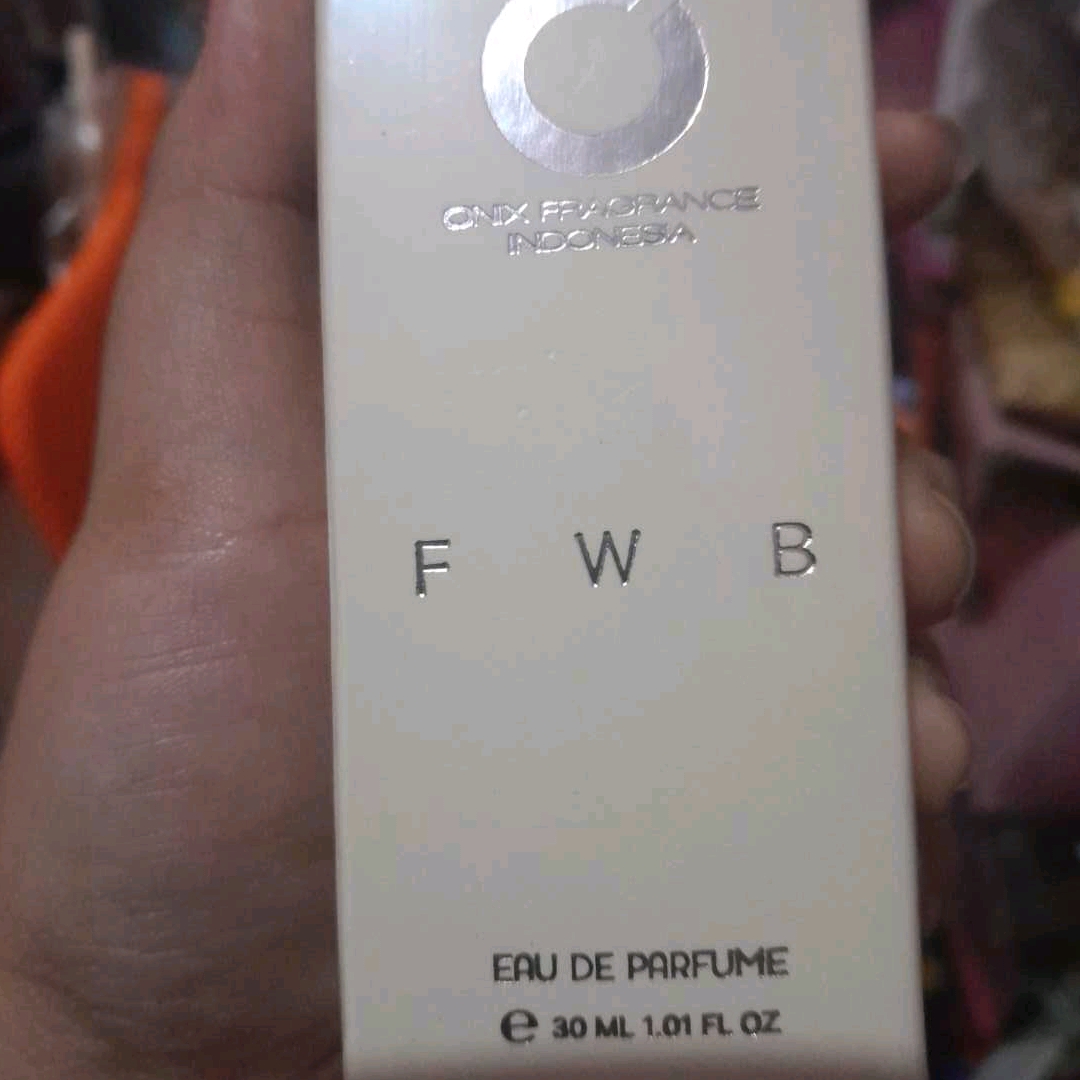 ONIX FRAGRANCE
INDONESIA
F W B
EAU DE PARFUME
e 30 ML 1.01 FL OZ